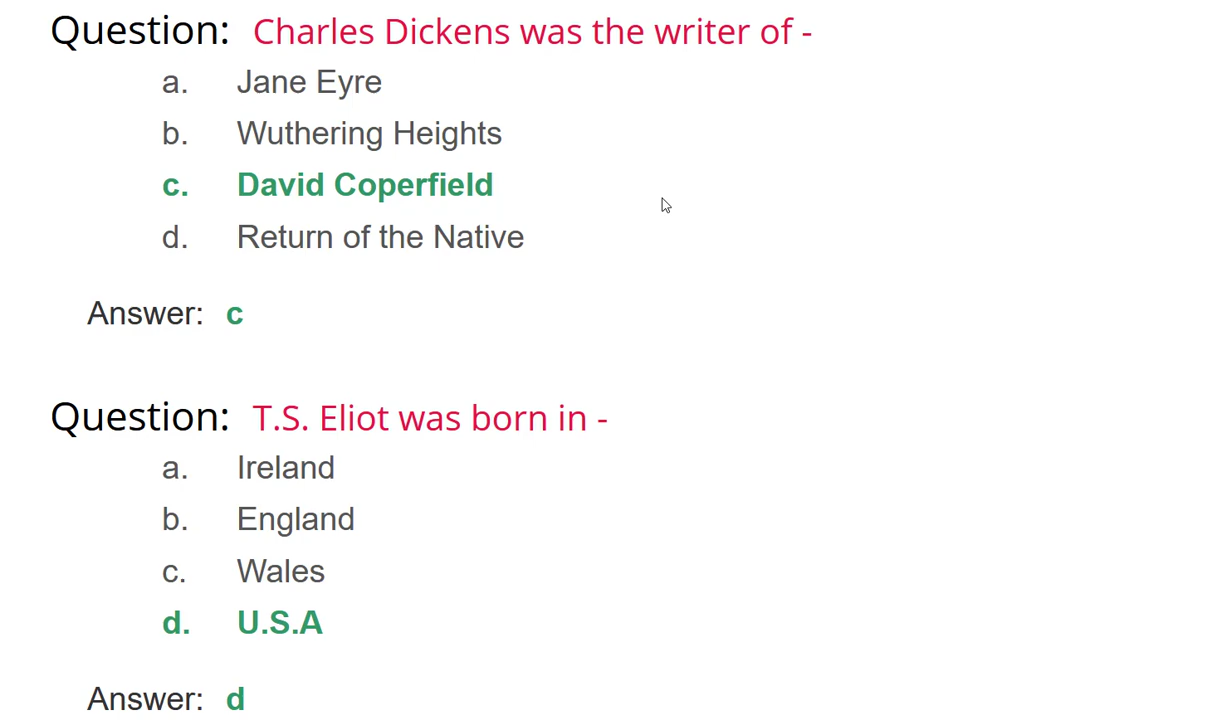 Question: Charles Dickens was the writer of -
a. Jane Eyre
b. Wuthering Heights
c. David Coperfield
d. Return of the Native
Answer: c
Question: T.S. Eliot was born in -
a. Ireland
b. England
c. Wales
d. U.S.A
Answer: d